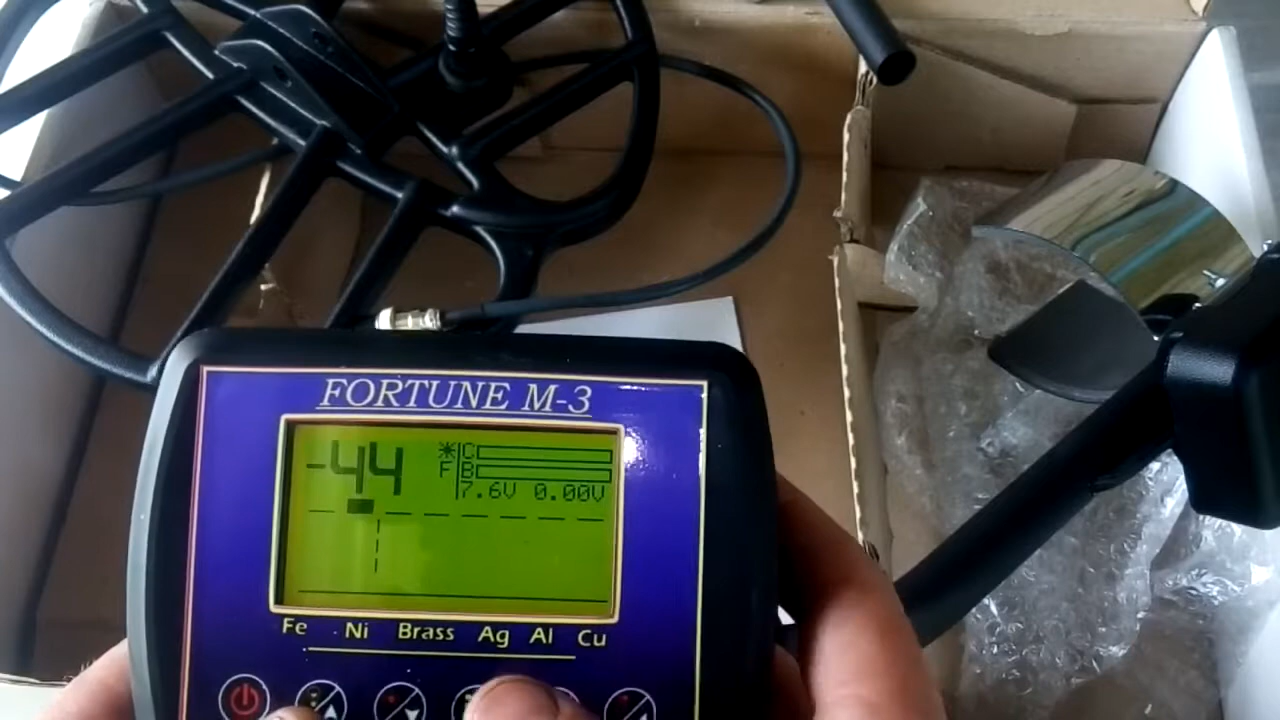 FORTUNE M-3
-44 *C
F B
7.6V 0.00V
Fe Ni Brass Ag Al Cu